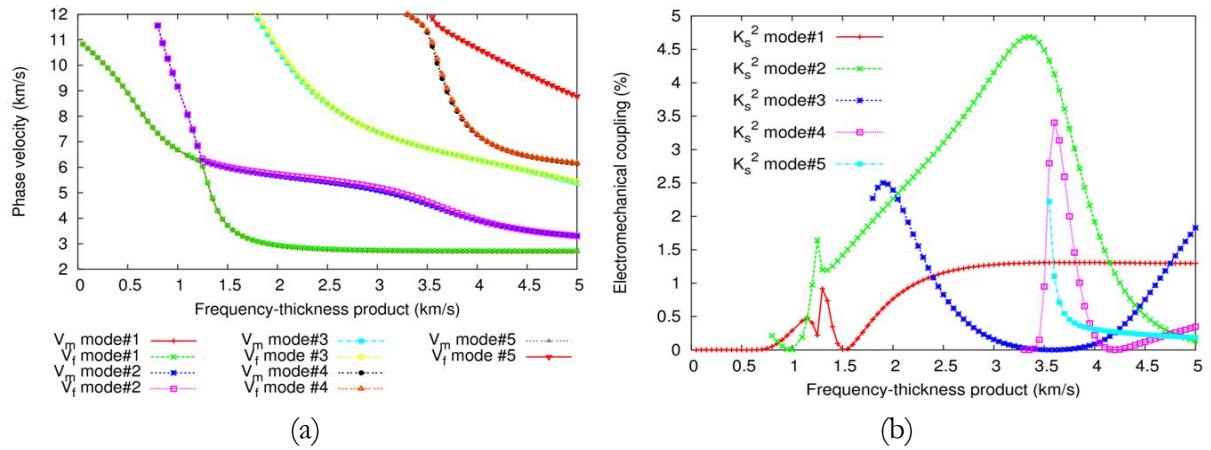 12
11
10
9
8
7
6
5
4
3
2
Phase velocity (km/s)
0 0.5 1 1.5 2 2.5 3 3.5 4 4.5 5
Frequency-thickness product (km/s)
Vm mode#1
Vf mode#1
Vm mode#2
Vf mode#2
Vm mode#3
Vf mode #3
Vm mode#4
Vf mode #4
Vm mode#5
Vf mode #5
(a)
5
4.5
4
3.5
3
2.5
2
1.5
1
0.5
0
Electromechanical coupling (%)
Ks2 mode#1
Ks2 mode#2
Ks2 mode#3
Ks2 mode#4
Ks2 mode#5
0 0.5 1 1.5 2 2.5 3 3.5 4 4.5 5
Frequency-thickness product (km/s)
(b)